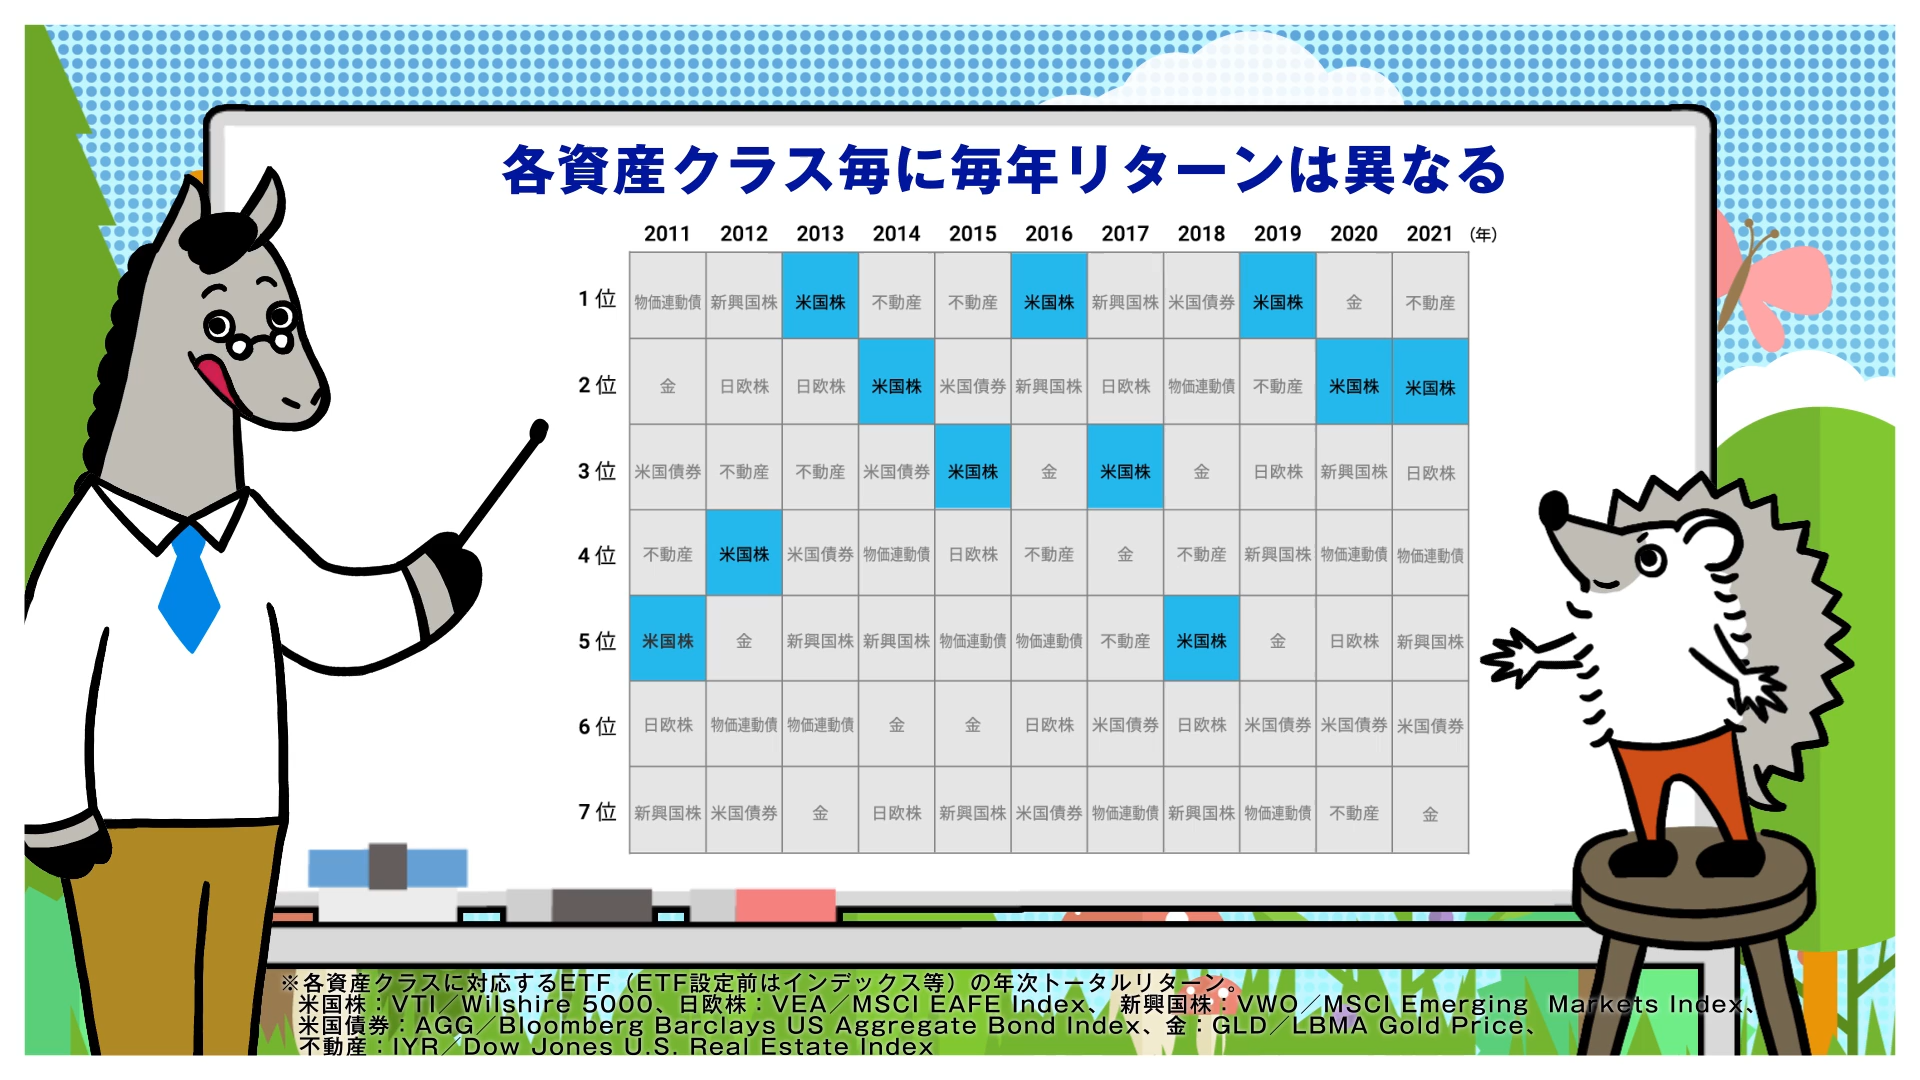 各資産クラス毎に毎年リターンは異なる
2011 2012 2013 2014 2015 2016 2017 2018 2019 2020 2021 (年)
1位 物価連動債 新興国株 米国株 不動産 不動産 米国株 新興国株 米国債券 米国株 金 不動産
2位 金 日欧株 日欧株 米国株 米国債券 新興国株 日欧株 物価連動債 不動産 米国株 米国株
3位 米国債券 不動産 不動産 米国債券 米国株 金 米国株 金 日欧株 新興国株 日欧株
4位 不動産 米国株 米国債券 物価連動債 日欧株 不動産 金 不動産 新興国株 物価連動債 物価連動債
5位 米国株 金 新興国株 新興国株 物価連動債 物価連動債 不動産 米国株 金 日欧株 新興国株
6位 日欧株 物価連動債 物価連動債 金 金 日欧株 米国債券 日欧株 米国債券 米国債券 米国債券
7位 新興国株 米国債券 金 日欧株 新興国株 米国債券 物価連動債 新興国株 物価連動債 不動産 金
※各資産クラスに対応するETF（ETF設定前はインデックス等）の年次トータルリターン。
米国株：VTI／Wilshire 5000、日欧株：VEA／MSCI EAFE Index、新興国株：VWO／MSCI Emerging Markets Index、
米国債券：AGG／Bloomberg Barclays US Aggregate Bond Index、金：GLD／LBMA Gold Price、
不動産：IYR／Dow Jones U.S. Real Estate Index